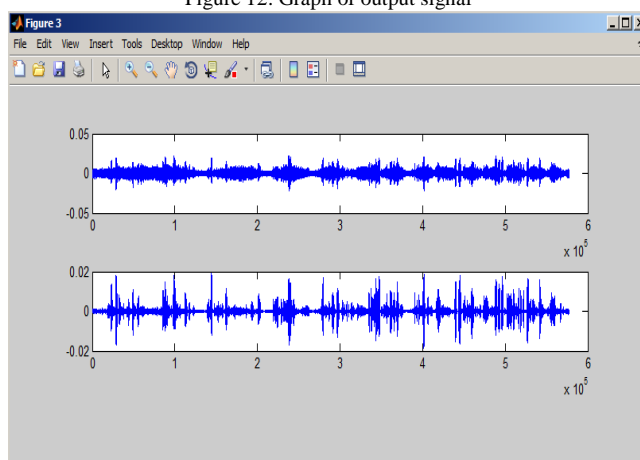 Figure 12. Graph of output signal
Figure 3
File Edit View Insert Tools Desktop Window Help
0.05
0
-0.05
0 1 2 3 4 5 6
x 10^5
0.02
0
-0.02
0 1 2 3 4 5 6
x 10^5